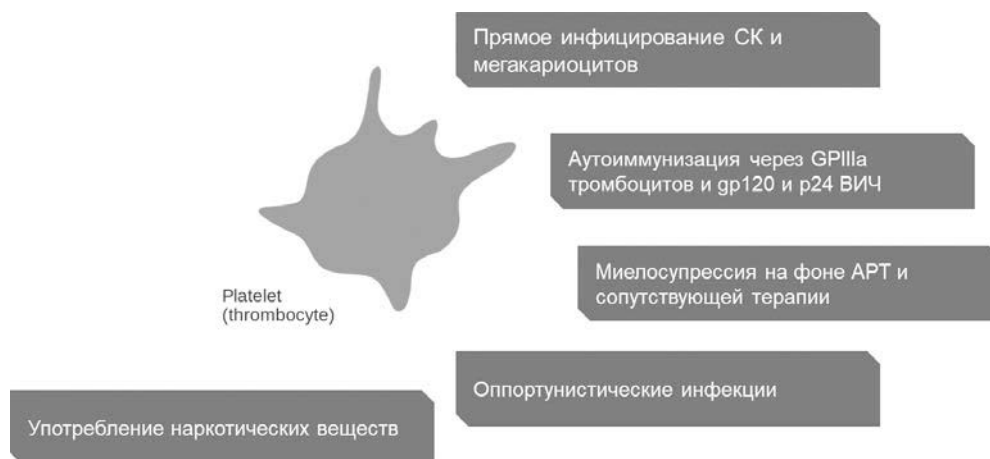 Прямое инфицирование СК и
мегакариоцитов
Аутоиммунизация через GPIIIa
тромбоцитов и gp120 и p24 ВИЧ
Миелосупрессия на фоне АРТ и
сопутствующей терапии
Platelet
(thrombocyte)
Оппортунистические инфекции
Употребление наркотических веществ